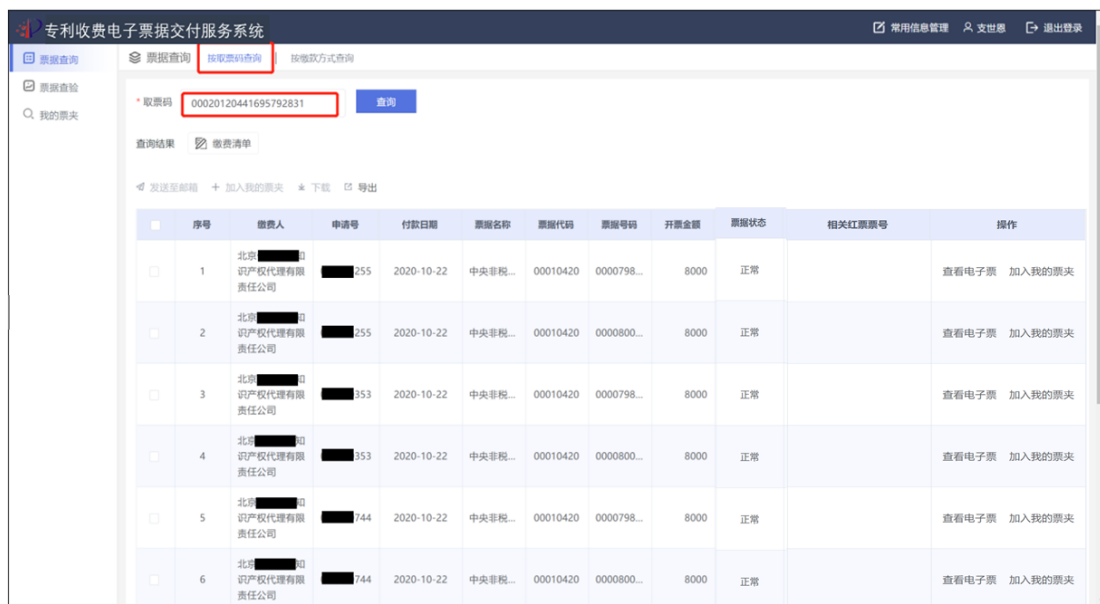 专利收费电子票据交付服务系统
常用信息管理 支世恩 退出登录
票据查询
票据查验
我的票夹
票据查询 按取票码查询 按缴款方式查询
* 取票码 00020120441695792831 查询
查询结果 缴费清单
发送至邮箱 加入我的票夹 下载 导出
序号 缴费人 申请号 付款日期 票据名称 票据代码 票据号码 开票金额 票据状态 相关红票票号 操作
北京 知
1 识产权代理有限 255 2020-10-22 中央非税... 00010420 0000798... 8000 正常 查看电子票 加入我的票夹
责任公司
北京 知
2 识产权代理有限 255 2020-10-22 中央非税... 00010420 0000800... 8000 正常 查看电子票 加入我的票夹
责任公司
北京 知
3 识产权代理有限 353 2020-10-22 中央非税... 00010420 0000798... 8000 正常 查看电子票 加入我的票夹
责任公司
北京 知
4 识产权代理有限 353 2020-10-22 中央非税... 00010420 0000800... 8000 正常 查看电子票 加入我的票夹
责任公司
北京 知
5 识产权代理有限 744 2020-10-22 中央非税... 00010420 0000798... 8000 正常 查看电子票 加入我的票夹
责任公司
北京 知
6 识产权代理有限 744 2020-10-22 中央非税... 00010420 0000800... 8000 正常 查看电子票 加入我的票夹
责任公司